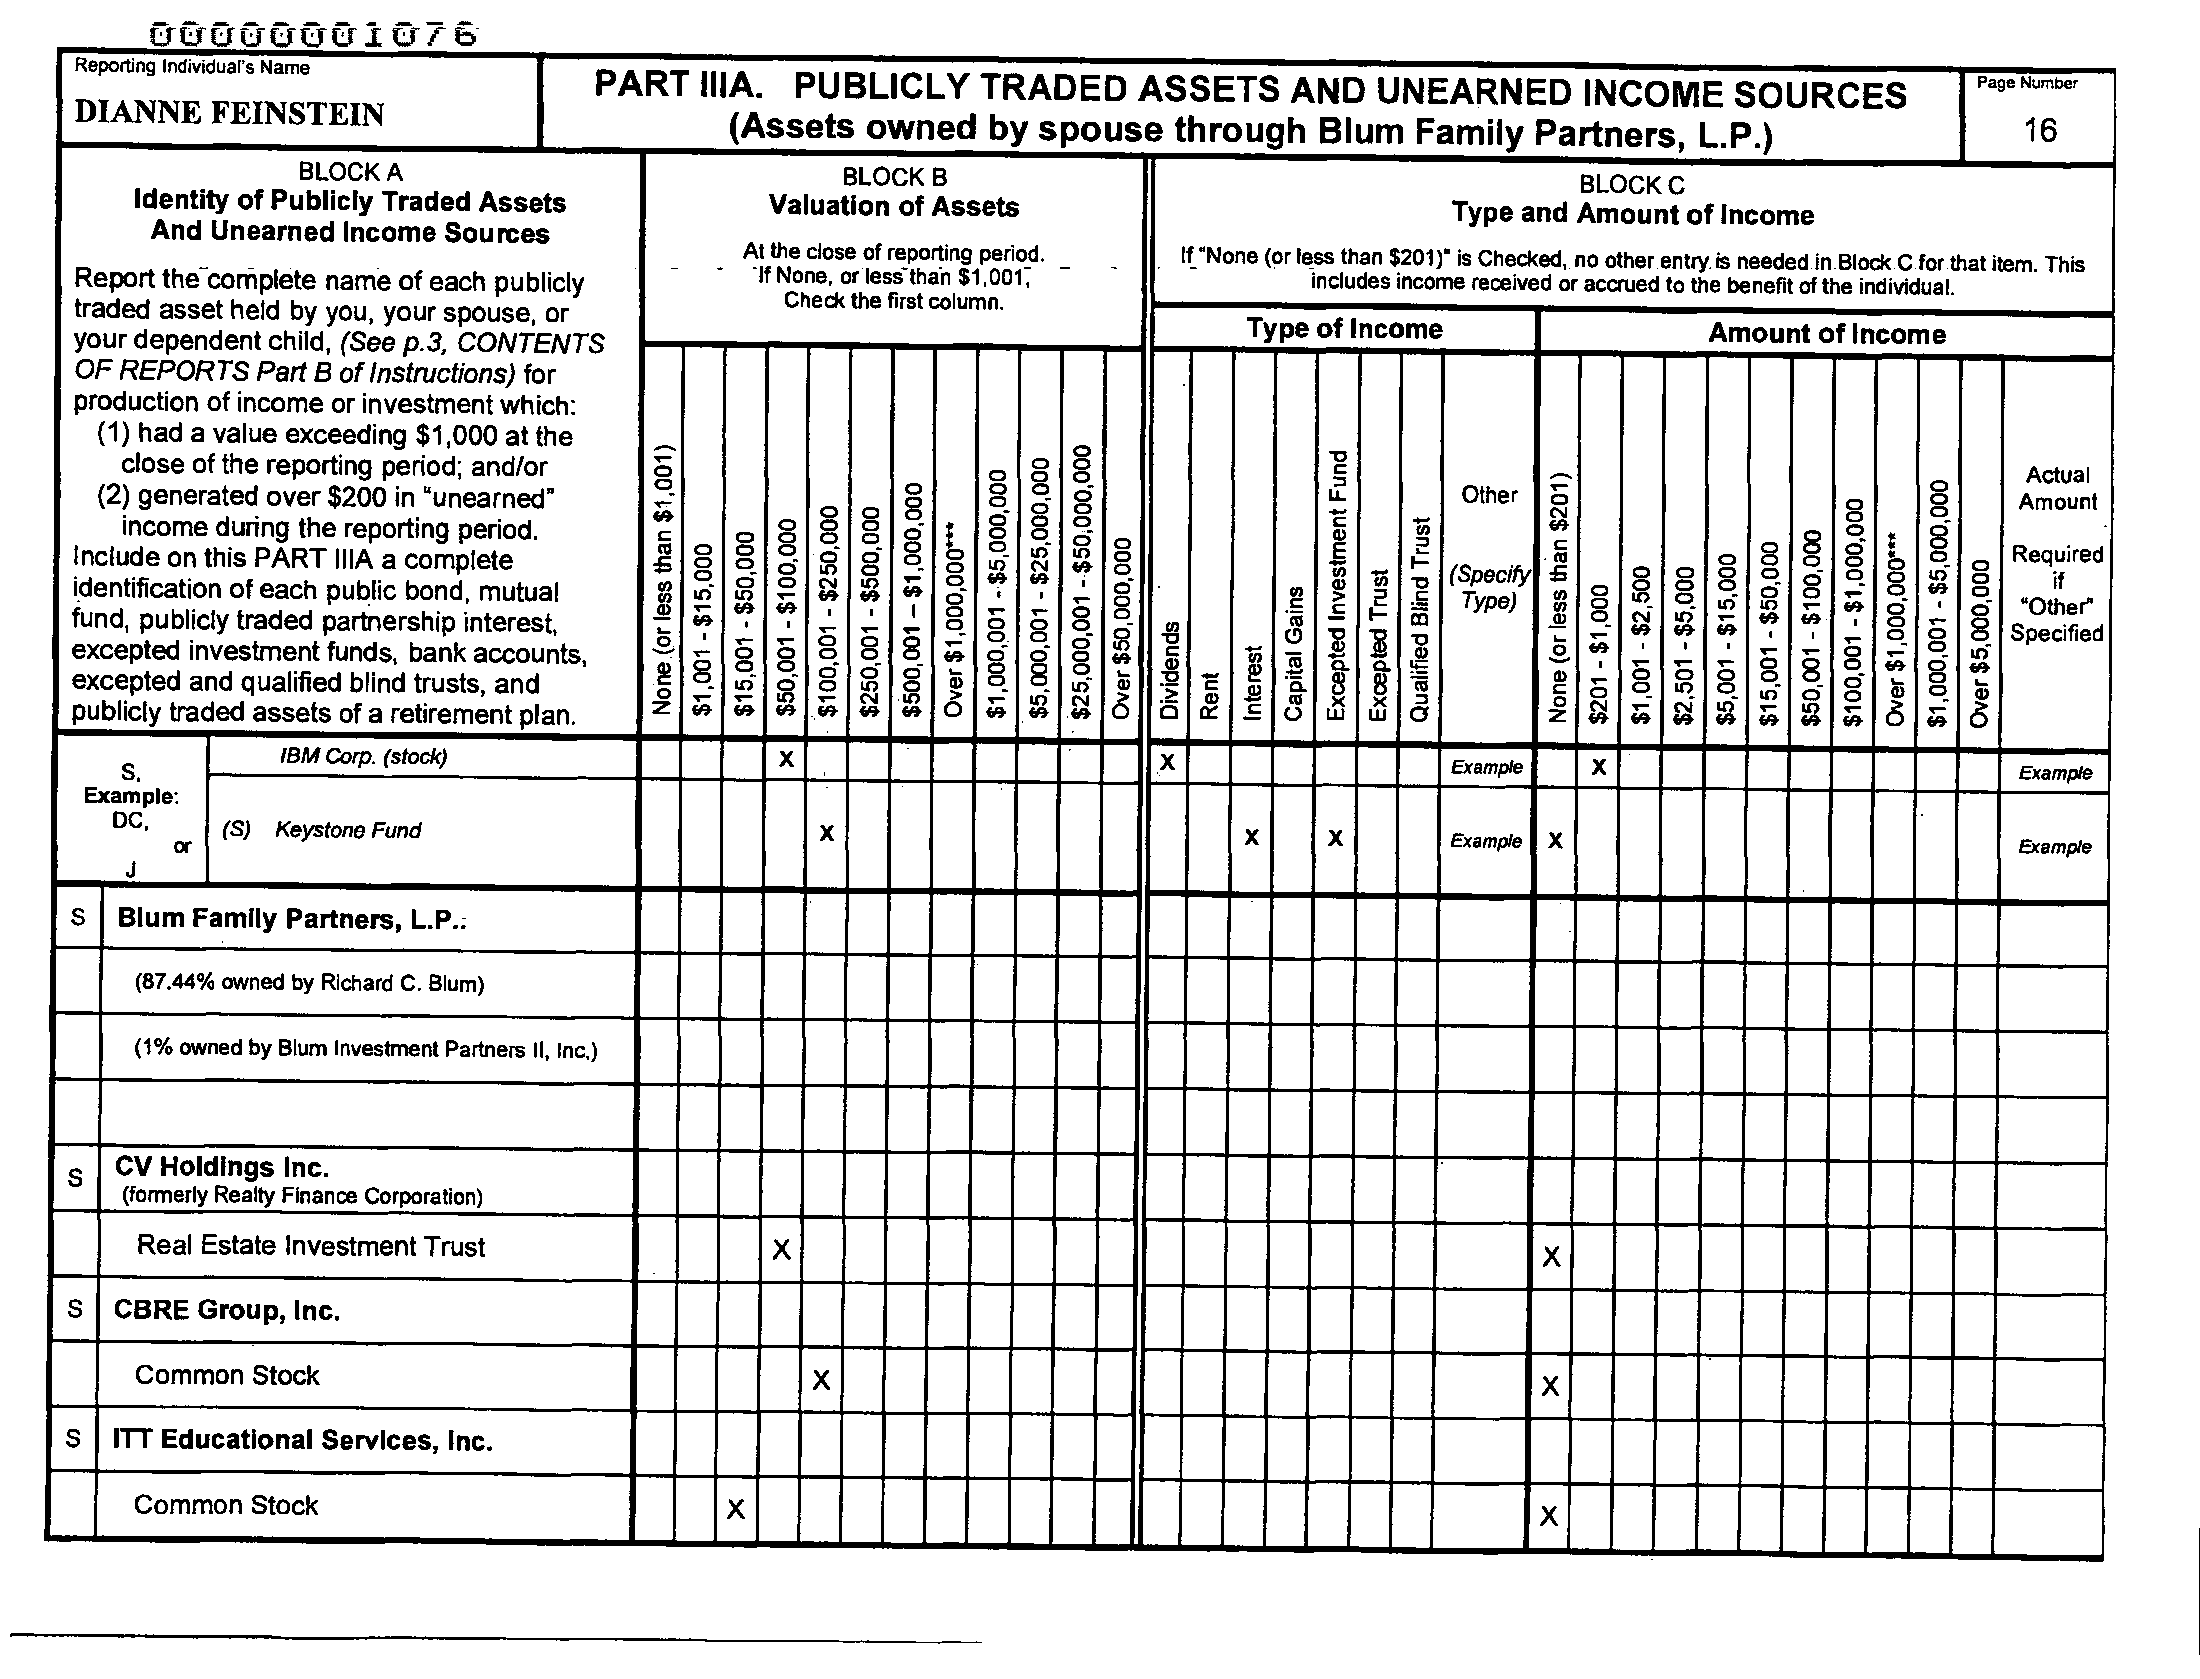 00000001076
Reporting Individual's Name
DIANNE FEINSTEIN
PART IIIA. PUBLICLY TRADED ASSETS AND UNEARNED INCOME SOURCES
(Assets owned by spouse through Blum Family Partners, L.P.)
Page Number
16
BLOCK A
Identity of Publicly Traded Assets
And Unearned Income Sources
Report the complete name of each publicly
traded asset held by you, your spouse, or
your dependent child, (See p.3, CONTENTS
OF REPORTS Part B of Instructions) for
production of income or investment which:
(1) had a value exceeding $1,000 at the
close of the reporting period; and/or
(2) generated over $200 in "unearned"
income during the reporting period.
Include on this PART IIIA a complete
identification of each public bond, mutual
fund, publicly traded partnership interest,
excepted investment funds, bank accounts,
excepted and qualified blind trusts, and
publicly traded assets of a retirement plan.
BLOCK B
Valuation of Assets
At the close of reporting period.
If None, or less than $1,001,
Check the first column.
None (or less than $1,001)
$1,001 - $15,000
$15,001 - $50,000
$50,001 - $100,000
$100,001 - $250,000
$250,001 - $500,000
$500,001 – $1,000,000
Over $1,000,000***
$1,000,001 - $5,000,000
$5,000,001 - $25,000,000
$25,000,001 - $50,000,000
Over $50,000,000
BLOCK C
Type and Amount of Income
If "None (or less than $201)" is Checked, no other entry is needed in Block C for that item. This
includes income received or accrued to the benefit of the individual.
Type of Income
Dividends
Rent
Interest
Capital Gains
Excepted Investment Fund
Excepted Trust
Qualified Blind Trust
Other
(Specify
Type)
Amount of Income
None (or less than $201)
$201 - $1,000
$1,001 - $2,500
$2,501 - $5,000
$5,001 - $15,000
$15,001 - $50,000
$50,001 - $100,000
$100,001 - $1,000,000
Over $1,000,000***
$1,000,001 - $5,000,000
Over $5,000,000
Actual
Amount
Required
if
"Other"
Specified
S,
Example:
DC,
or
J
IBM Corp. (stock) X X Example X Example
(S) Keystone Fund X X X Example X Example
S Blum Family Partners, L.P.:
(87.44% owned by Richard C. Blum)
(1% owned by Blum Investment Partners II, Inc.)
S CV Holdings Inc.
(formerly Realty Finance Corporation)
Real Estate Investment Trust X X
S CBRE Group, Inc.
Common Stock X X
S ITT Educational Services, Inc.
Common Stock X X